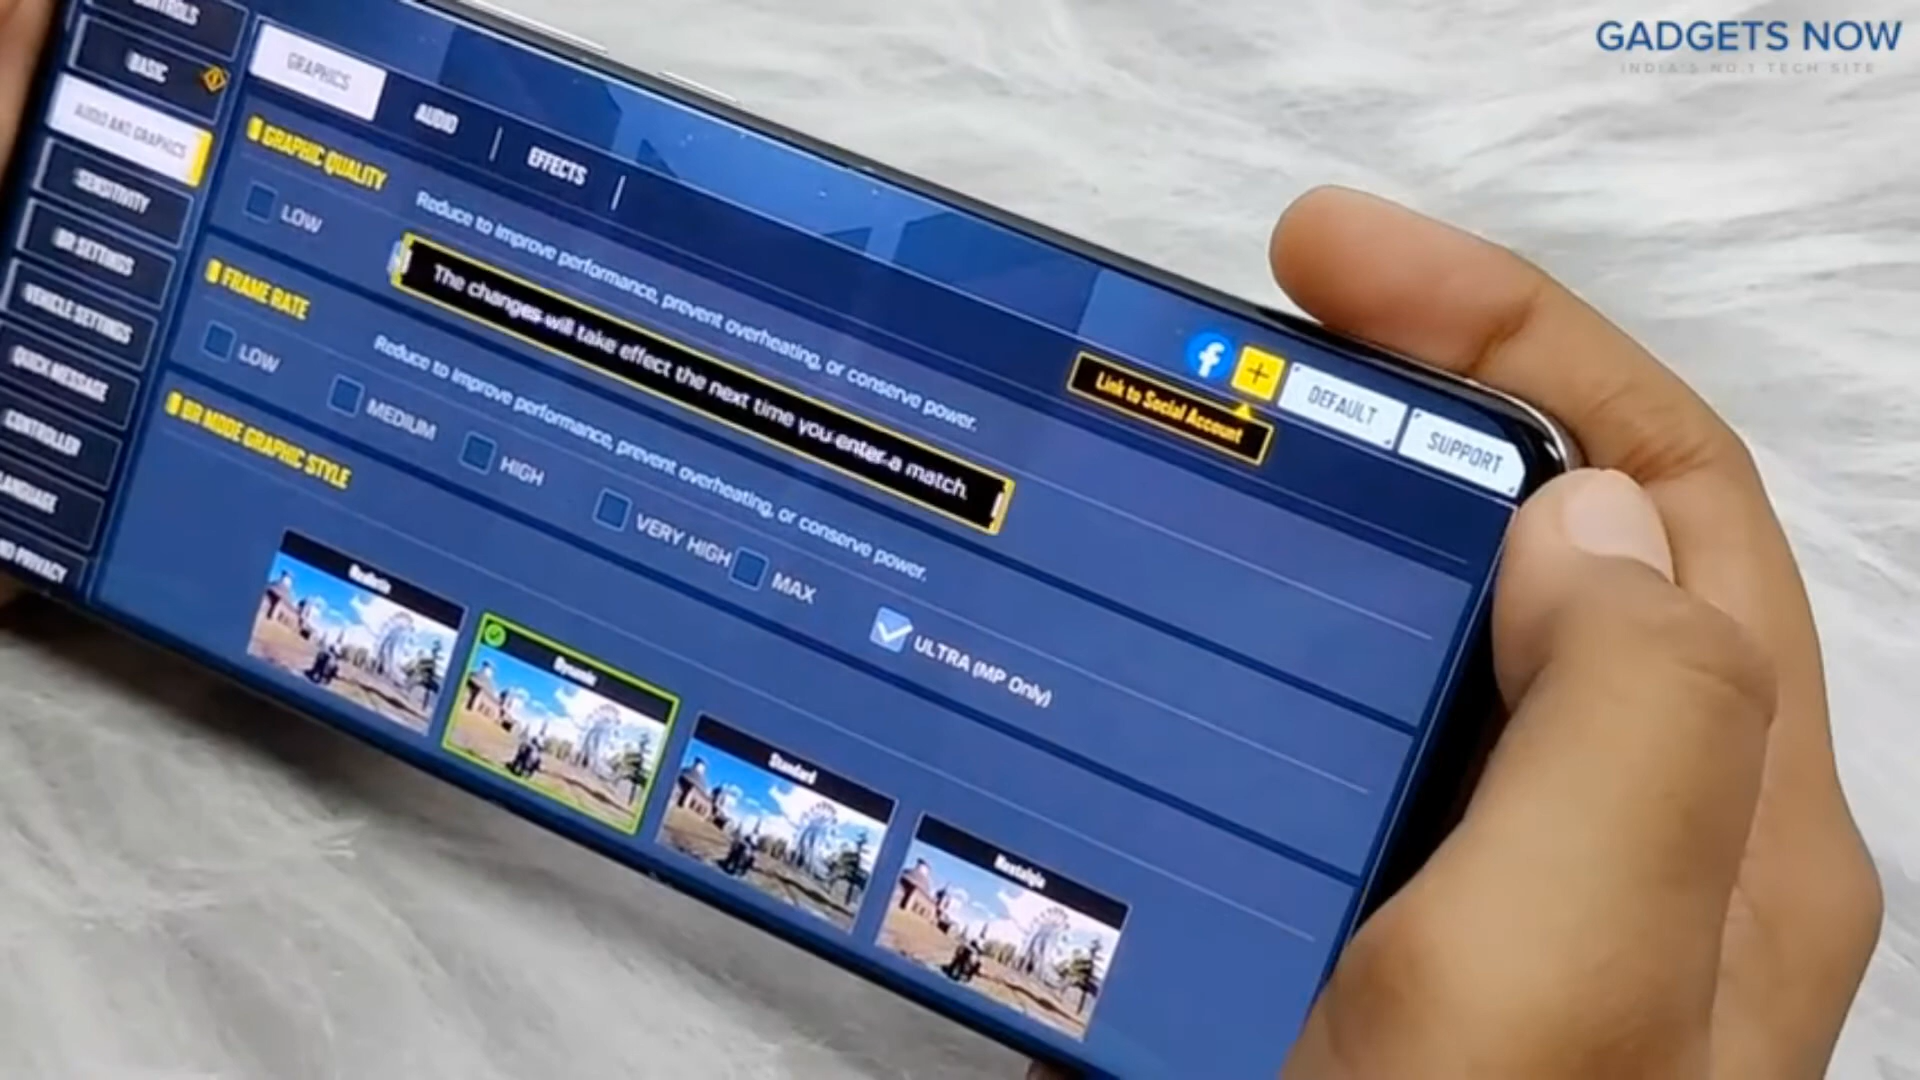 GADGETS NOW
INDIA'S NO.1 TECH SITE
BASIC
AUDIO AND GRAPHICS
SENSITIVITY
BR SETTINGS
VEHICLE SETTINGS
QUICK MESSAGE
CONTROLLER
LANGUAGE
PRIVACY
GRAPHICS
AUDIO
EFFECTS
GRAPHIC QUALITY
Reduce to improve performance, prevent overheating, or conserve power.
LOW
The changes will take effect the next time you enter a match.
FRAME RATE
Reduce to improve performance, prevent overheating, or conserve power.
LOW
MEDIUM
HIGH
VERY HIGH
MAX
ULTRA (MP Only)
BR MODE GRAPHIC STYLE
Realistic
Dynamic
Standard
Nostalgia
Link to Social Account
DEFAULT
SUPPORT